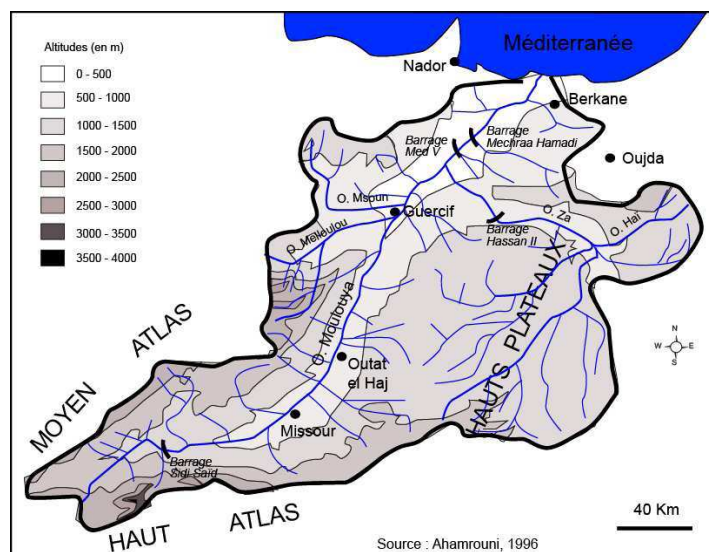 Altitudes (en m)
0 - 500
500 - 1000
1000 - 1500
1500 - 2000
2000 - 2500
2500 - 3000
3000 - 3500
3500 - 4000
Méditerranée
Nador
Berkane
Barrage
Med V
Barrage
Mechraa Hamadi
Oujda
O. Msoun
Guercif
O. Za
O. Haï
O. Melloulou
Barrage
Hassan II
O. Moulouya
HAUTS PLATEAUX
Outat
el Haj
MOYEN ATLAS
Missour
Barrage
Sidi Saïd
HAUT ATLAS
N
W
E
S
40 Km
Source : Ahamrouni, 1996